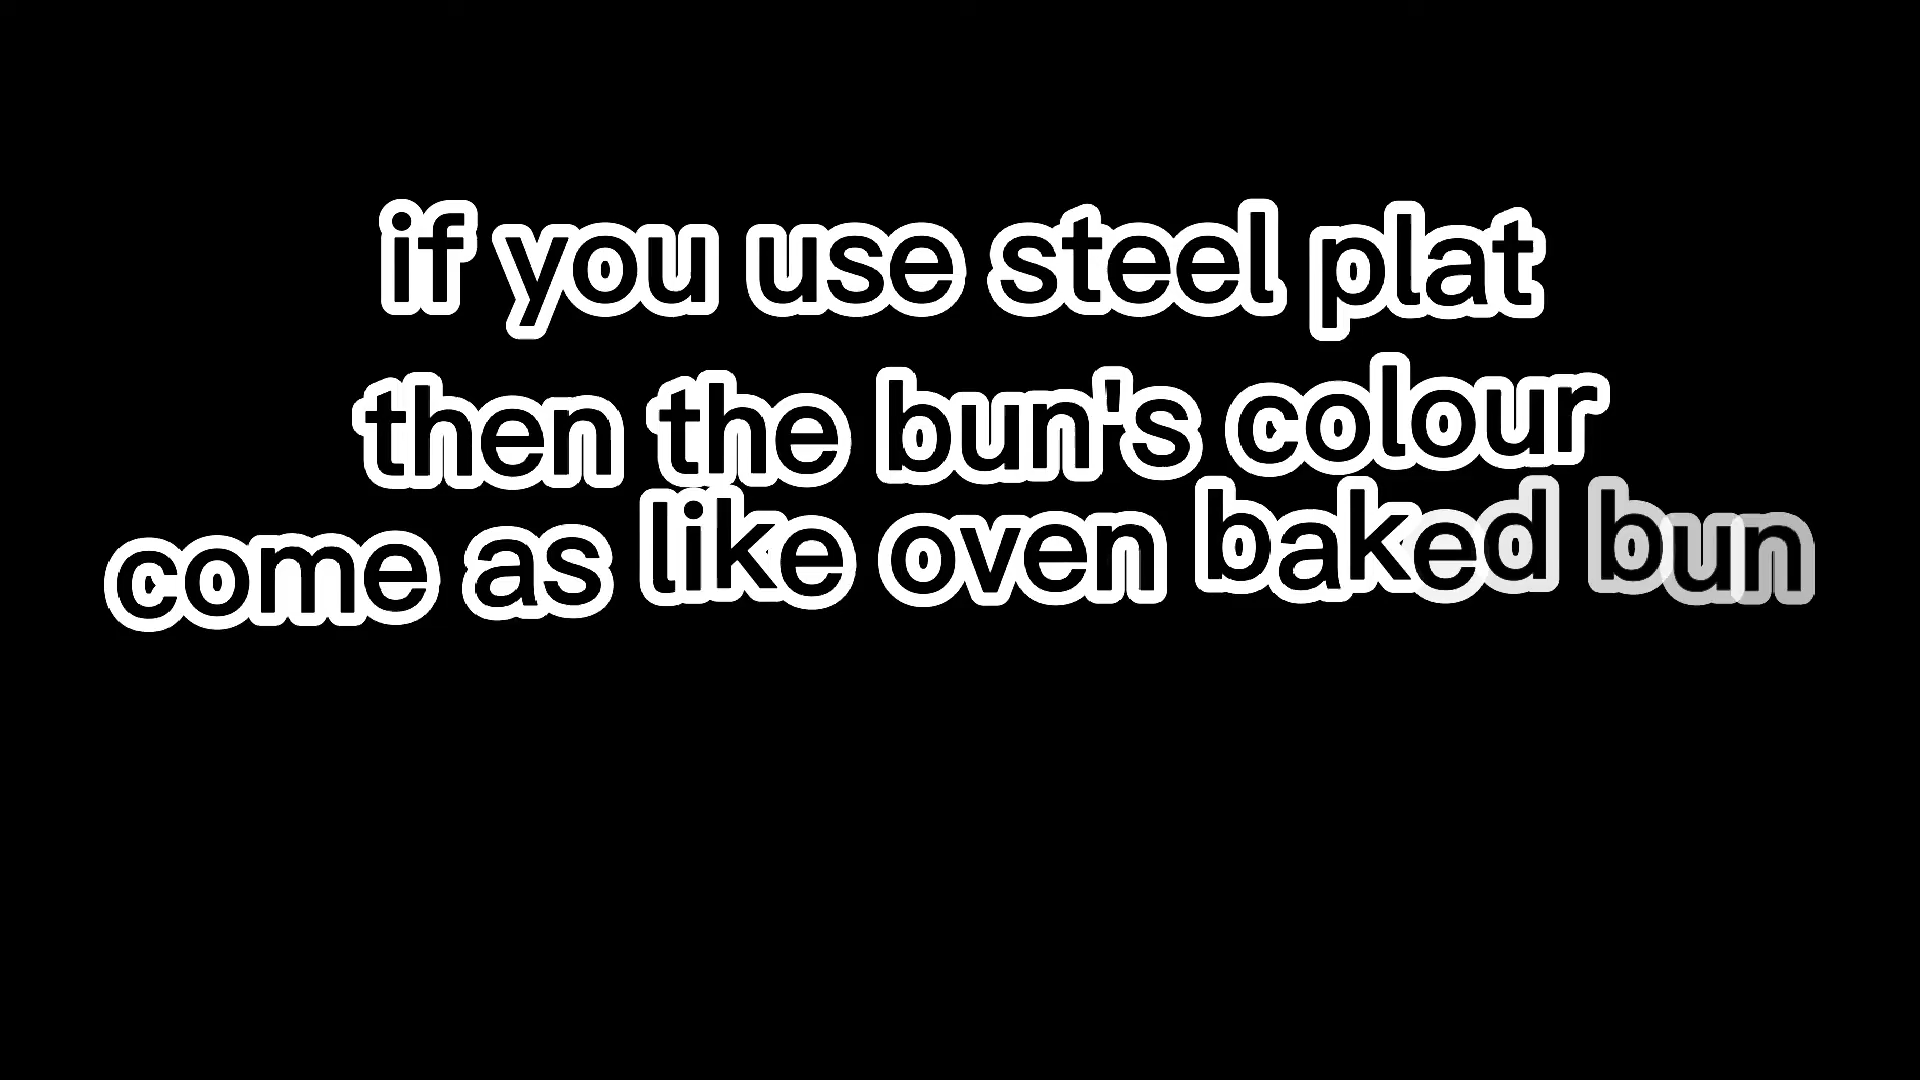 if you use steel plat
then the bun's colour
come as like oven baked bun